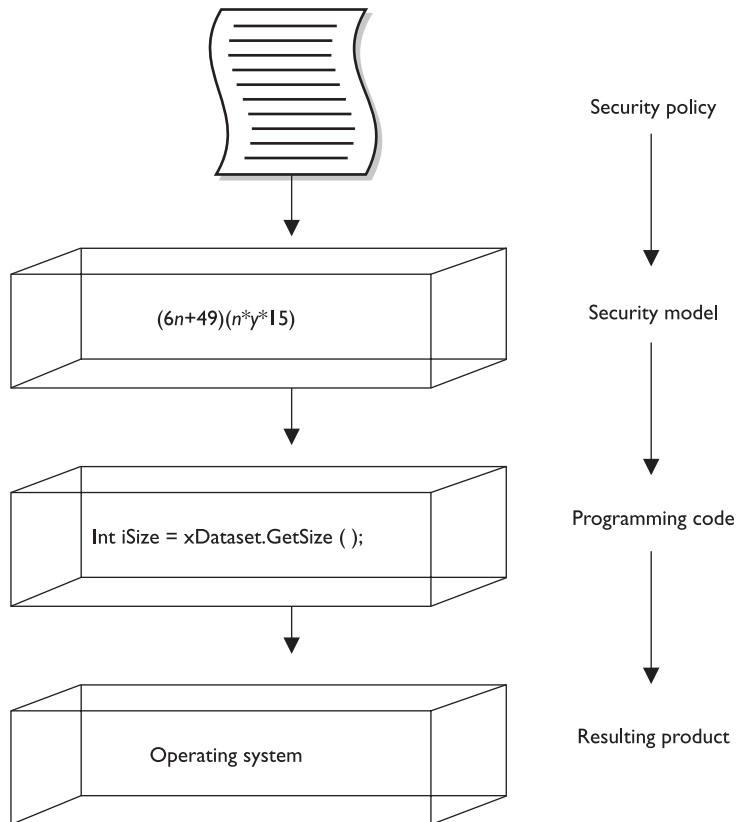 Security policy
(6n+49)(n*y*15)
Security model
Int iSize = xDataset.GetSize ( );
Programming code
Operating system
Resulting product